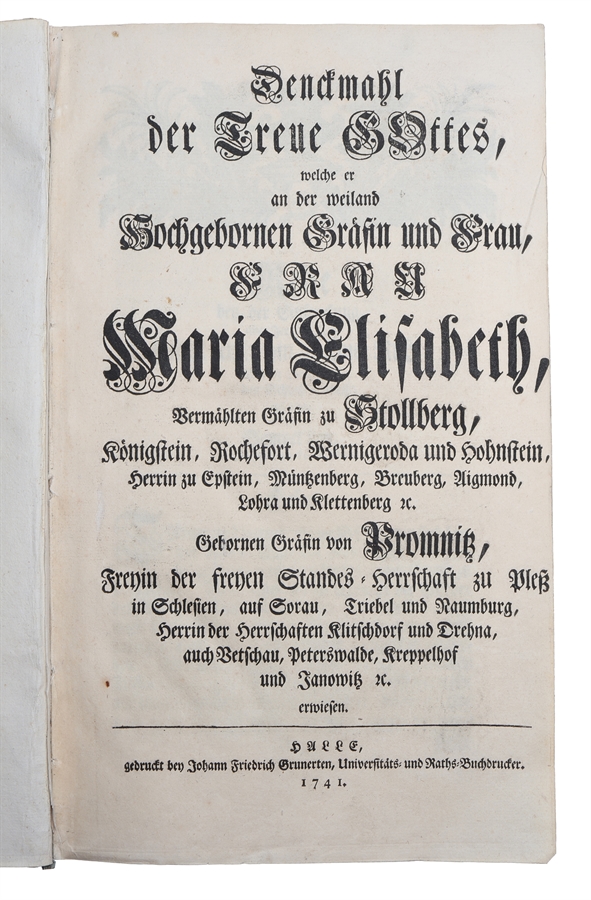 Denckmahl
der Treue GOttes,
welche er
an der weiland
Hochgebornen Gräfin und Frau,
FRAU
Maria Elisabeth,
Vermählten Gräfin zu Stollberg,
Königstein, Rochefort, Wernigeroda und Hohnstein,
Herrin zu Epstein, Müntzenberg, Breuberg, Aigmond,
Lohra und Klettenberg ꝛc.
Gebornen Gräfin von Promnitz,
Freyin der freyen Standes-Herrschaft zu Pleß
in Schlesien, auf Sorau, Triebel und Naumburg,
Herrin der Herrschaften Klitschdorf und Drehna,
auch Vetschau, Peterswalde, Kreppelhof
und Janowitz ꝛc.
erwiesen.
HALLE,
gedruckt bey Johann Friedrich Grunerten, Universitäts- und Raths-Buchdrucker.
1741.